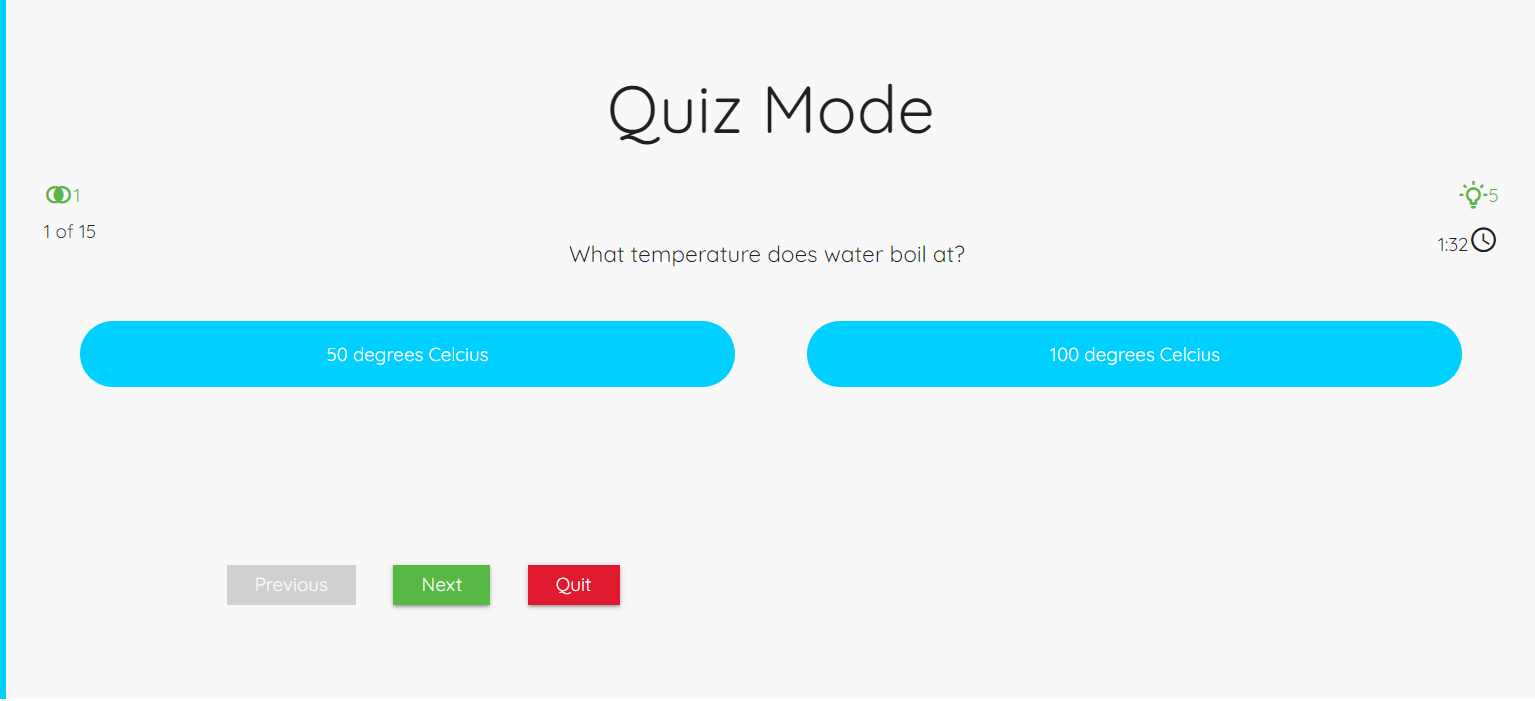 Quiz Mode
1
5
1 of 15
1:32
What temperature does water boil at?
50 degrees Celcius
100 degrees Celcius
Previous
Next
Quit